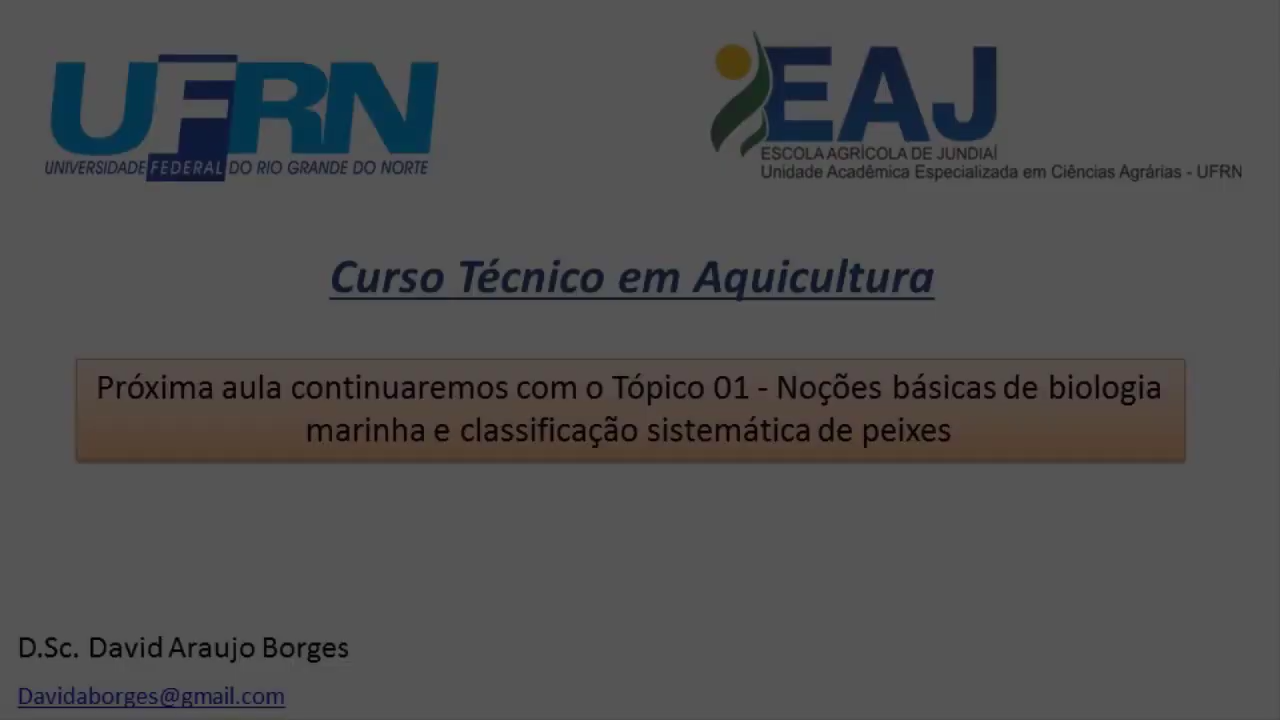 UFRN
UNIVERSIDADE FEDERAL DO RIO GRANDE DO NORTE
EAJ
ESCOLA AGRÍCOLA DE JUNDIAÍ
Unidade Acadêmica Especializada em Ciências Agrárias - UFRN
Curso Técnico em Aquicultura
Próxima aula continuaremos com o Tópico 01 - Noções básicas de biologia
marinha e classificação sistemática de peixes
D.Sc. David Araujo Borges
Davidaborges@gmail.com